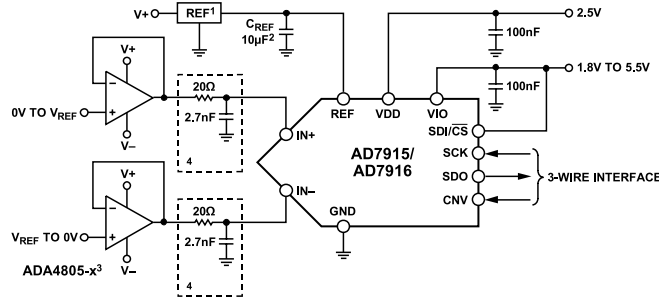 V+
REF¹
C_REF
10µF²
2.5V
100nF
1.8V TO 5.5V
100nF
V+
0V TO V_REF
V−
20Ω
2.7nF
4
REF
VDD
VIO
SDI/C̅S̅
IN+
AD7915/
AD7916
SCK
SDO
CNV
3-WIRE INTERFACE
IN−
GND
V+
V_REF TO 0V
V−
ADA4805-x³
20Ω
2.7nF
4